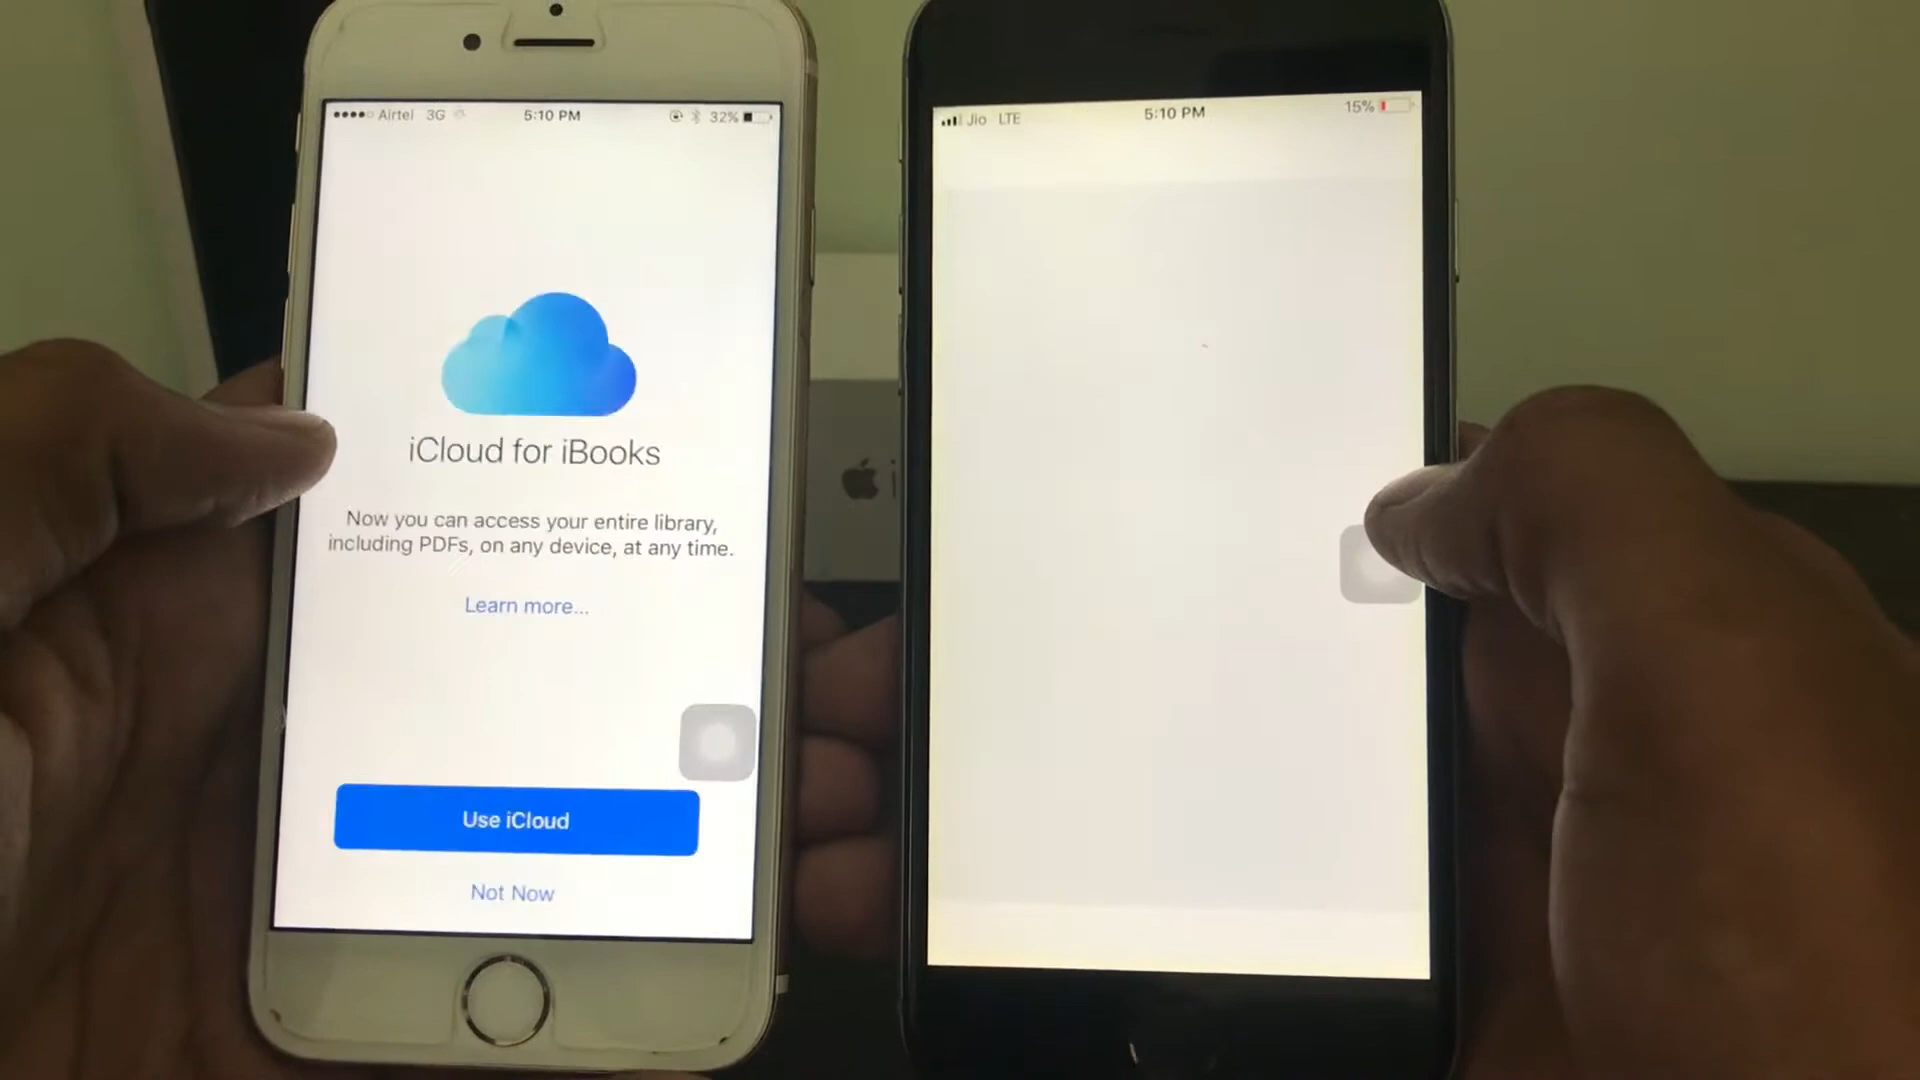 Airtel 3G 5:10 PM 32%
iCloud for iBooks
Now you can access your entire library,
including PDFs, on any device, at any time.
Learn more...
Use iCloud
Not Now
Jio LTE 5:10 PM 15%